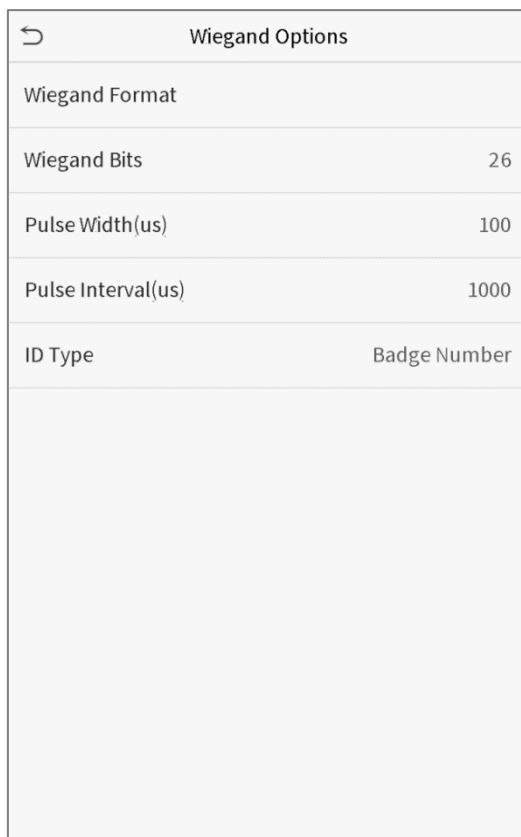 Wiegand Options
Wiegand Format
Wiegand Bits 26
Pulse Width(us) 100
Pulse Interval(us) 1000
ID Type Badge Number